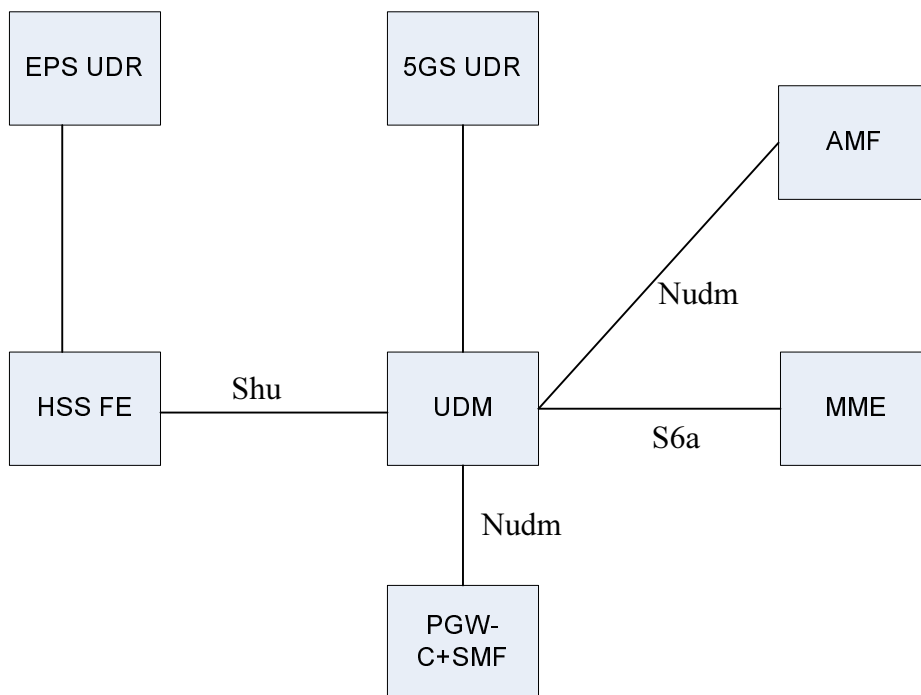 EPS UDR
5GS UDR
AMF
Nudm
HSS FE
Shu
UDM
S6a
MME
Nudm
PGW-
C+SMF